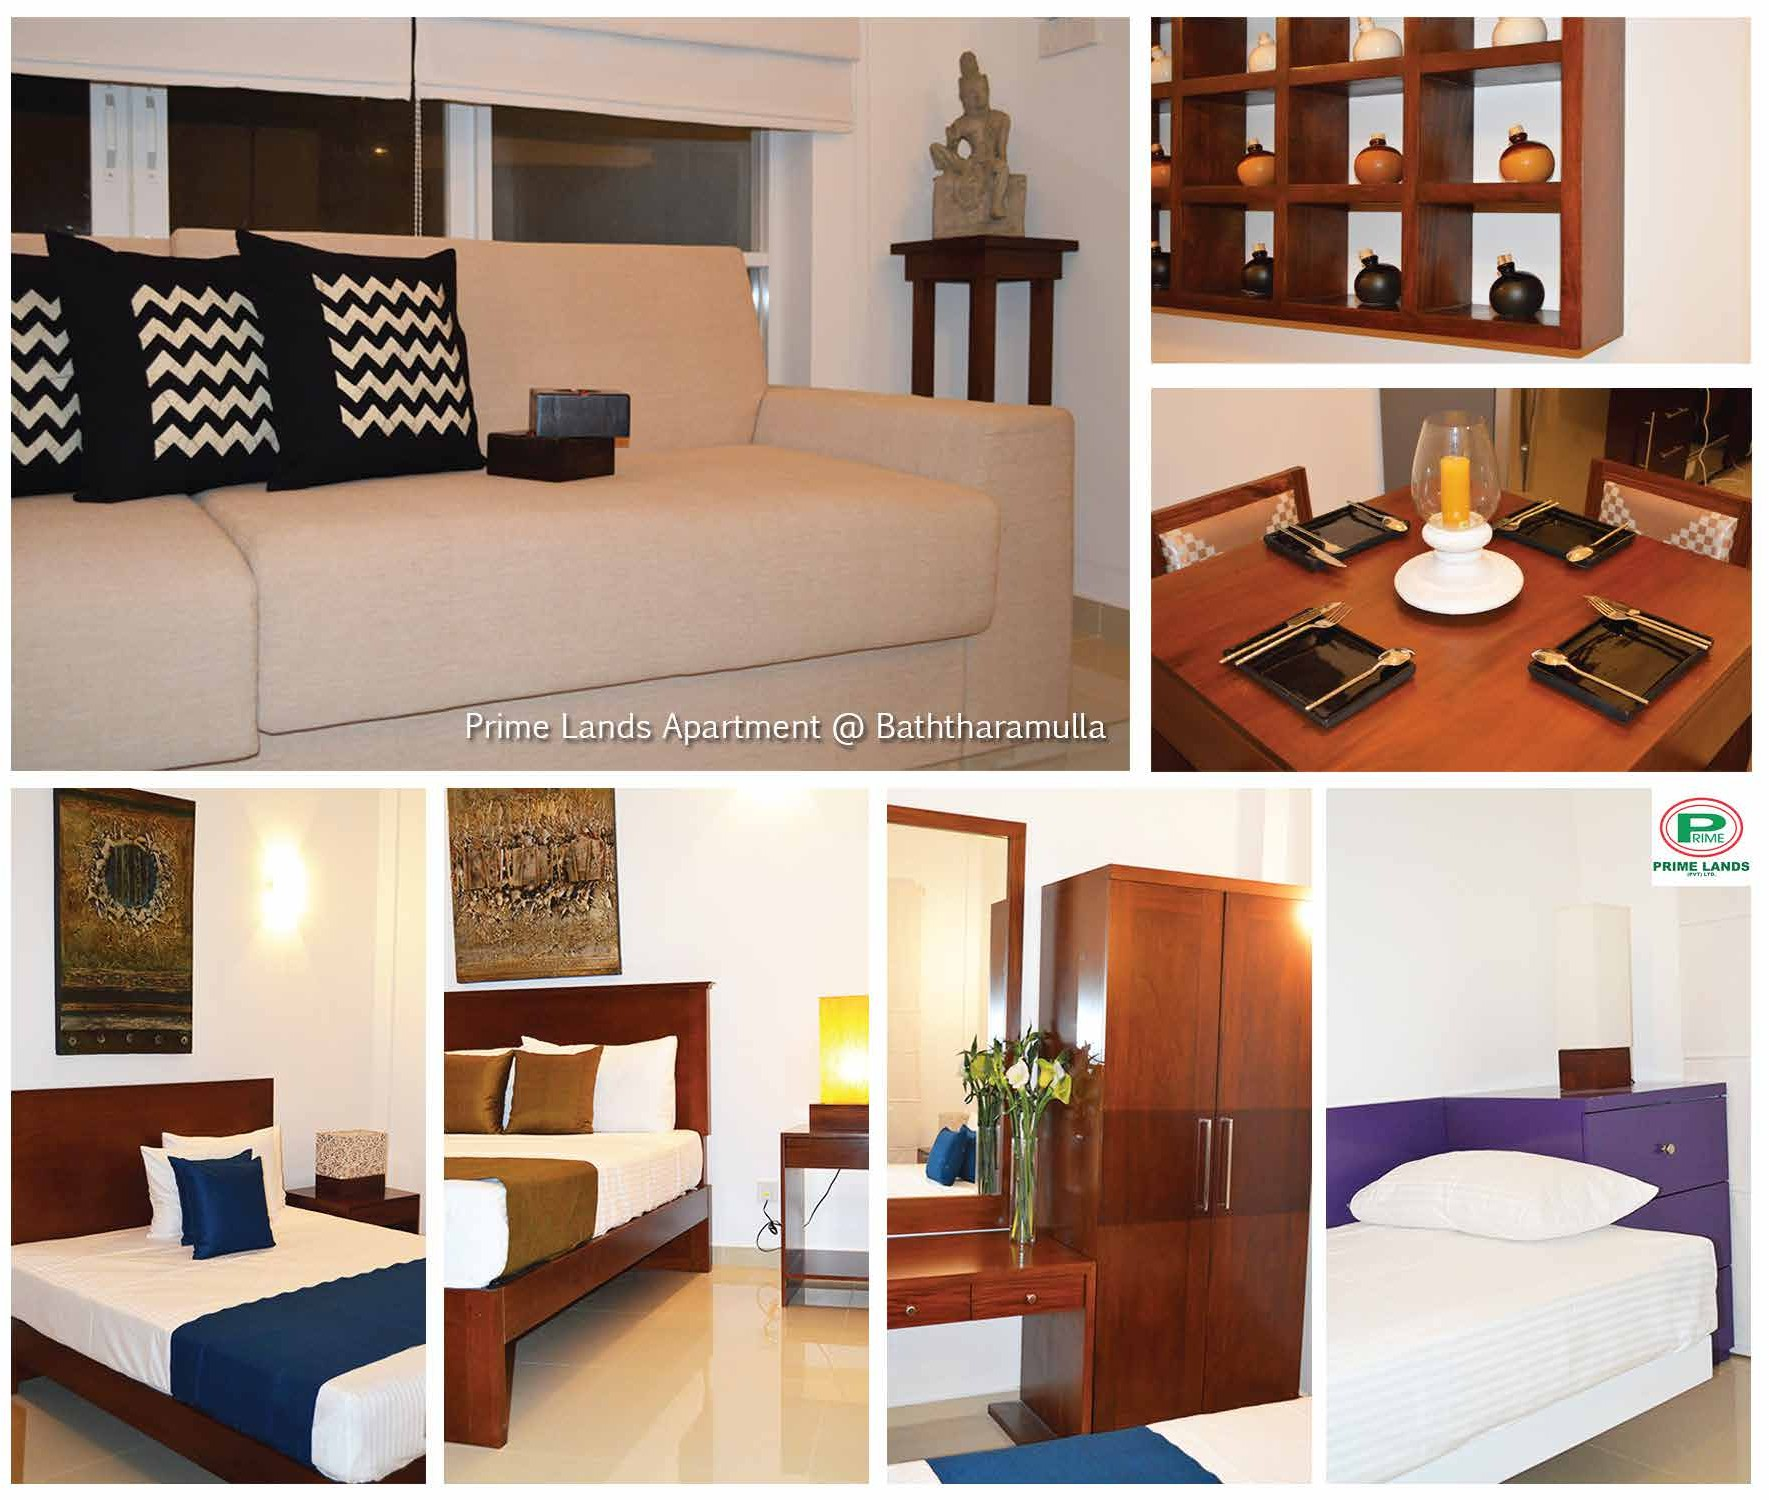 Prime Lands Apartment @ Baththaramulla
PRIME
PRIME LANDS
(PVT) LTD.